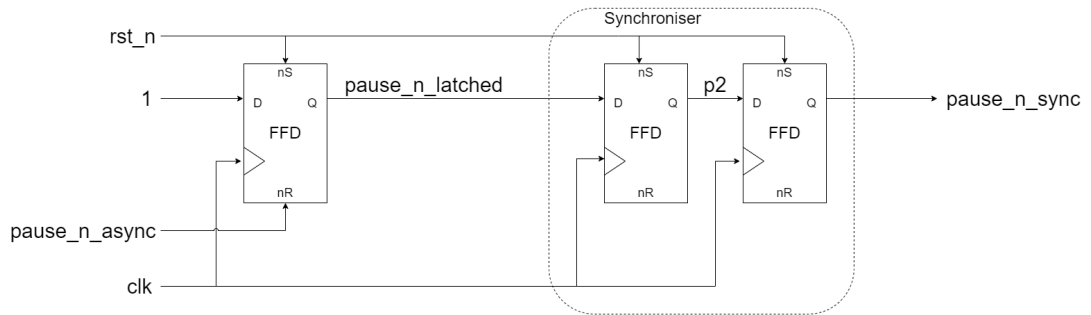 Synchroniser
rst_n
nS
nS
nS
1
D
Q
pause_n_latched
D
Q
p2
D
Q
pause_n_sync
FFD
FFD
FFD
nR
nR
nR
pause_n_async
clk